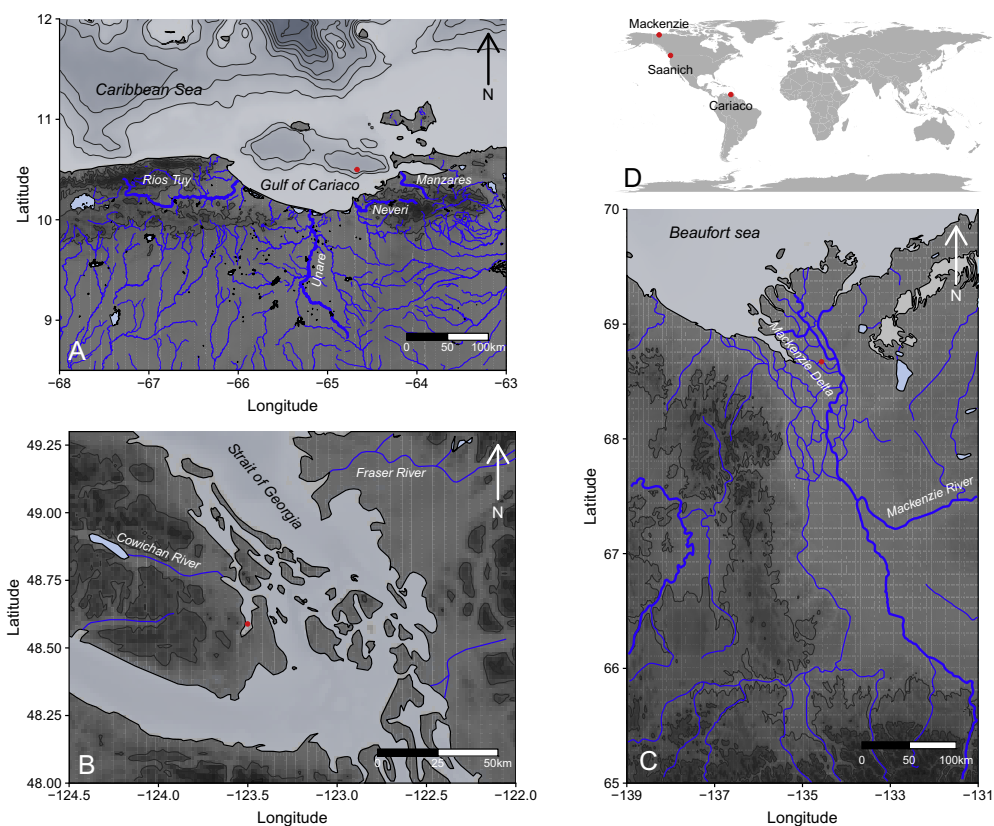 12
11
10
9
Latitude
Caribbean Sea
N
Rios Tuy
Gulf of Cariaco
Manzares
Neveri
Unare
A
0 50 100km
−68 −67 −66 −65 −64 −63
Longitude
Mackenzie
Saanich
Cariaco
D
49.25
49.00
48.75
48.50
48.25
48.00
Latitude
Strait of Georgia
Fraser River
N
Cowichan River
B
0 25 50km
−124.5 −124.0 −123.5 −123.0 −122.5 −122.0
Longitude
70
69
68
67
66
65
Latitude
Beaufort sea
N
Mackenzie Delta
Mackenzie River
C
0 50 100km
−139 −137 −135 −133 −131
Longitude